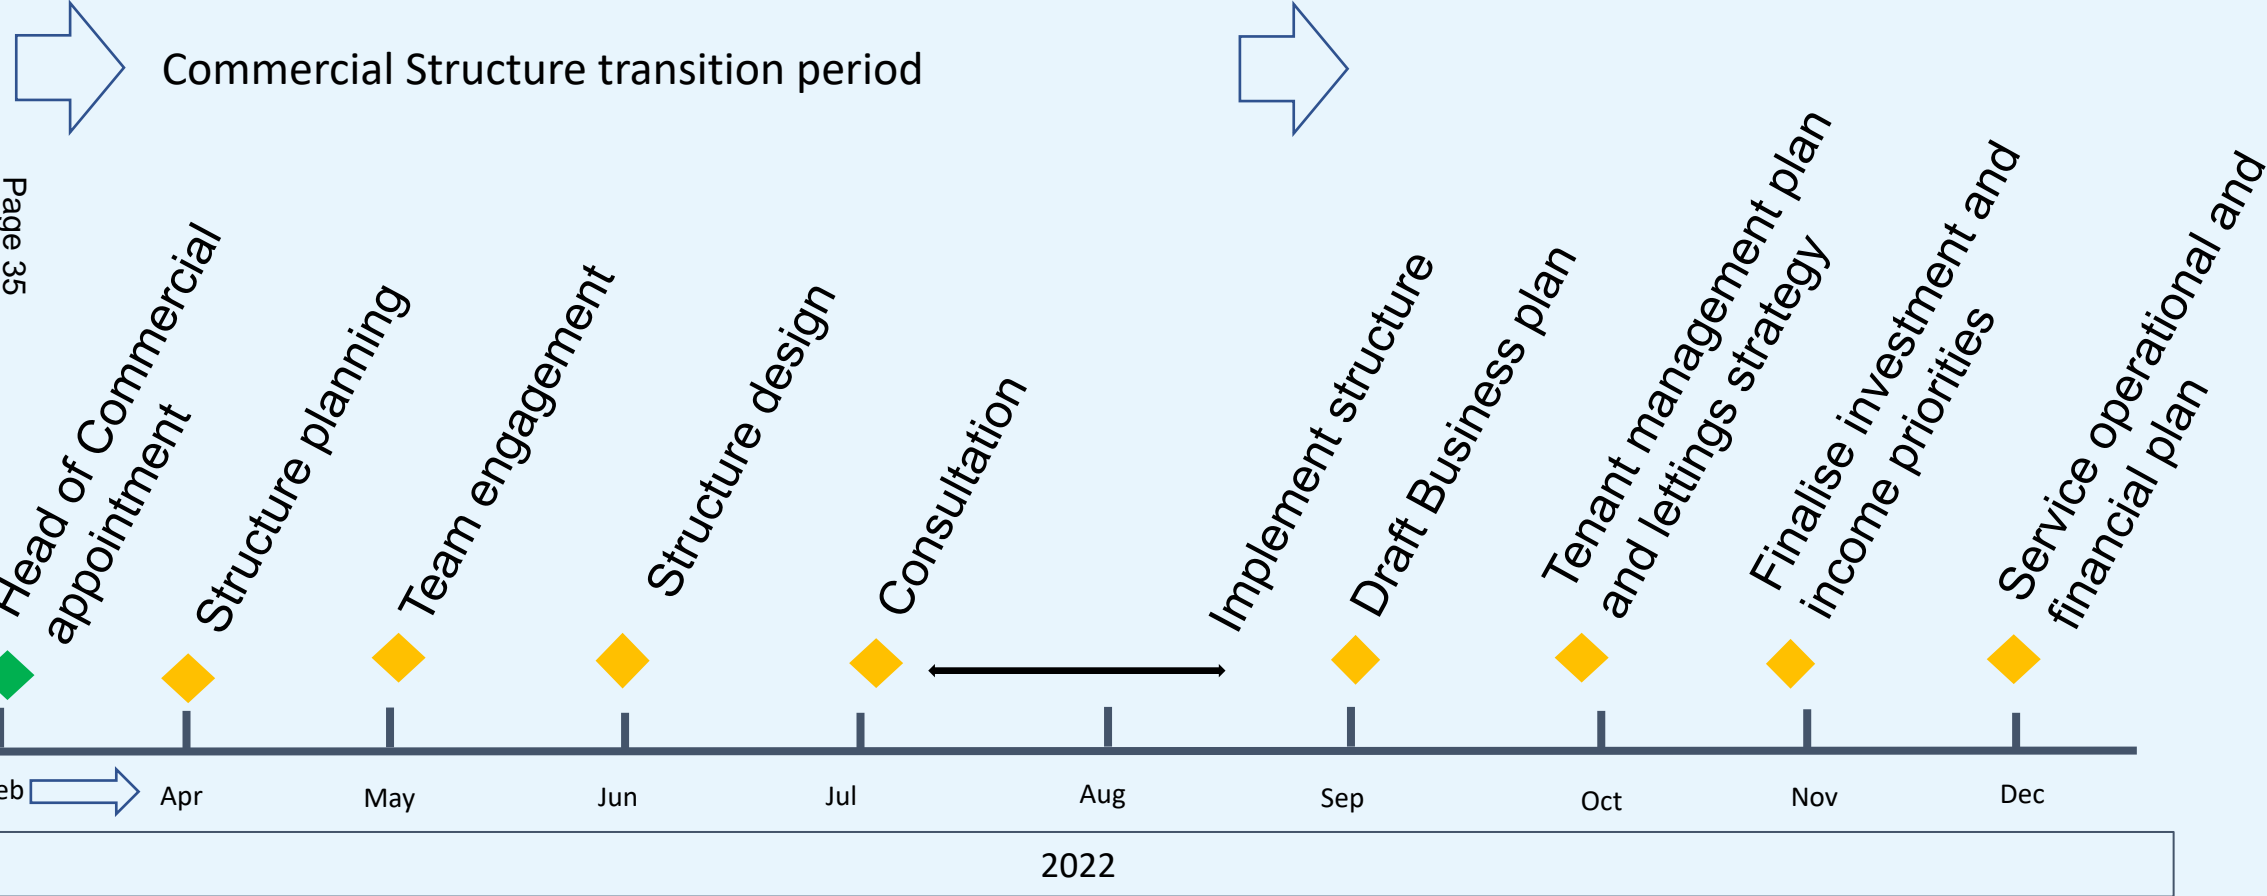 Commercial Structure transition period
Page 35
Head of Commercial
appointment
Structure planning
Team engagement
Structure design
Consultation
Implement structure
Draft Business plan
Tenant management plan
and lettings strategy
Finalise investment and
income priorities
Service operational and
financial plan
eb
Apr
May
Jun
Jul
Aug
Sep
Oct
Nov
Dec
2022